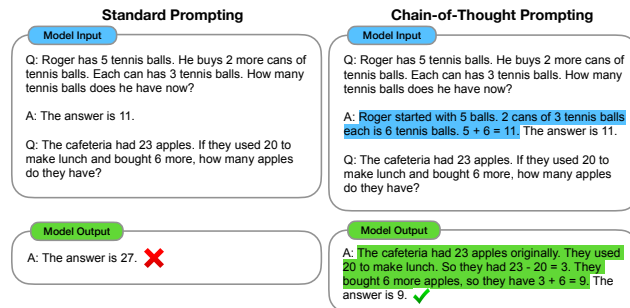 Standard Prompting
Model Input
Q: Roger has 5 tennis balls. He buys 2 more cans of
tennis balls. Each can has 3 tennis balls. How many
tennis balls does he have now?
A: The answer is 11.
Q: The cafeteria had 23 apples. If they used 20 to
make lunch and bought 6 more, how many apples
do they have?
Model Output
A: The answer is 27.
Chain-of-Thought Prompting
Model Input
Q: Roger has 5 tennis balls. He buys 2 more cans of
tennis balls. Each can has 3 tennis balls. How many
tennis balls does he have now?
A: Roger started with 5 balls. 2 cans of 3 tennis balls
each is 6 tennis balls. 5 + 6 = 11. The answer is 11.
Q: The cafeteria had 23 apples. If they used 20 to
make lunch and bought 6 more, how many apples
do they have?
Model Output
A: The cafeteria had 23 apples originally. They used
20 to make lunch. So they had 23 - 20 = 3. They
bought 6 more apples, so they have 3 + 6 = 9. The
answer is 9.